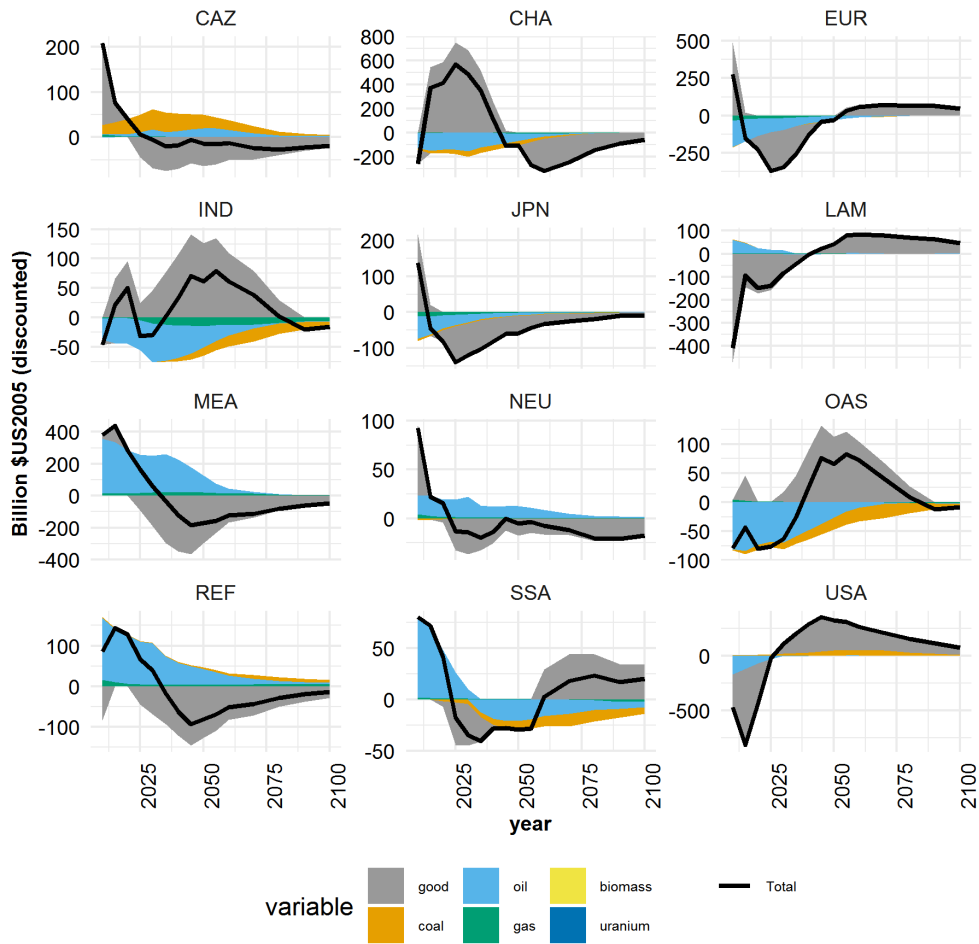 CAZ
CHA
EUR
200
100
0
800
600
400
200
0
-200
500
250
0
-250
IND
JPN
LAM
150
100
50
0
-50
200
100
0
-100
100
0
-100
-200
-300
-400
MEA
NEU
OAS
400
200
0
-200
-400
100
50
0
-25
100
50
0
-50
-100
REF
SSA
USA
100
0
-100
50
0
-50
0
-500
Billion $US2005 (discounted)
2025
2050
2075
2100
2025
2050
2075
2100
2025
2050
2075
2100
year
variable
good
oil
biomass
Total
coal
gas
uranium